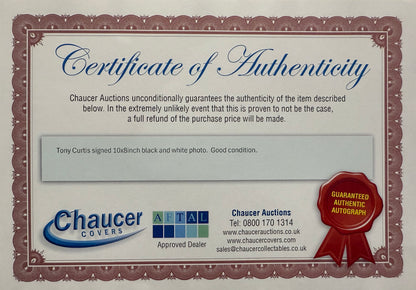 Certificate of Authenticity
Chaucer Auctions unconditionally guarantees the authenticity of the item described
below. In the extremely unlikely event that this is proven to not be the case,
a full refund of the purchase price will be made.
Tony Curtis signed 10x8inch black and white photo. Good condition.
GUARANTEED
AUTHENTIC
AUTOGRAPH
Chaucer
COVERS
AFTAL
Approved Dealer
Chaucer Auctions
Tel: 0800 170 1314
www.chaucerauctions.co.uk
www.chaucercovers.com
sales@chaucercollectables.co.uk